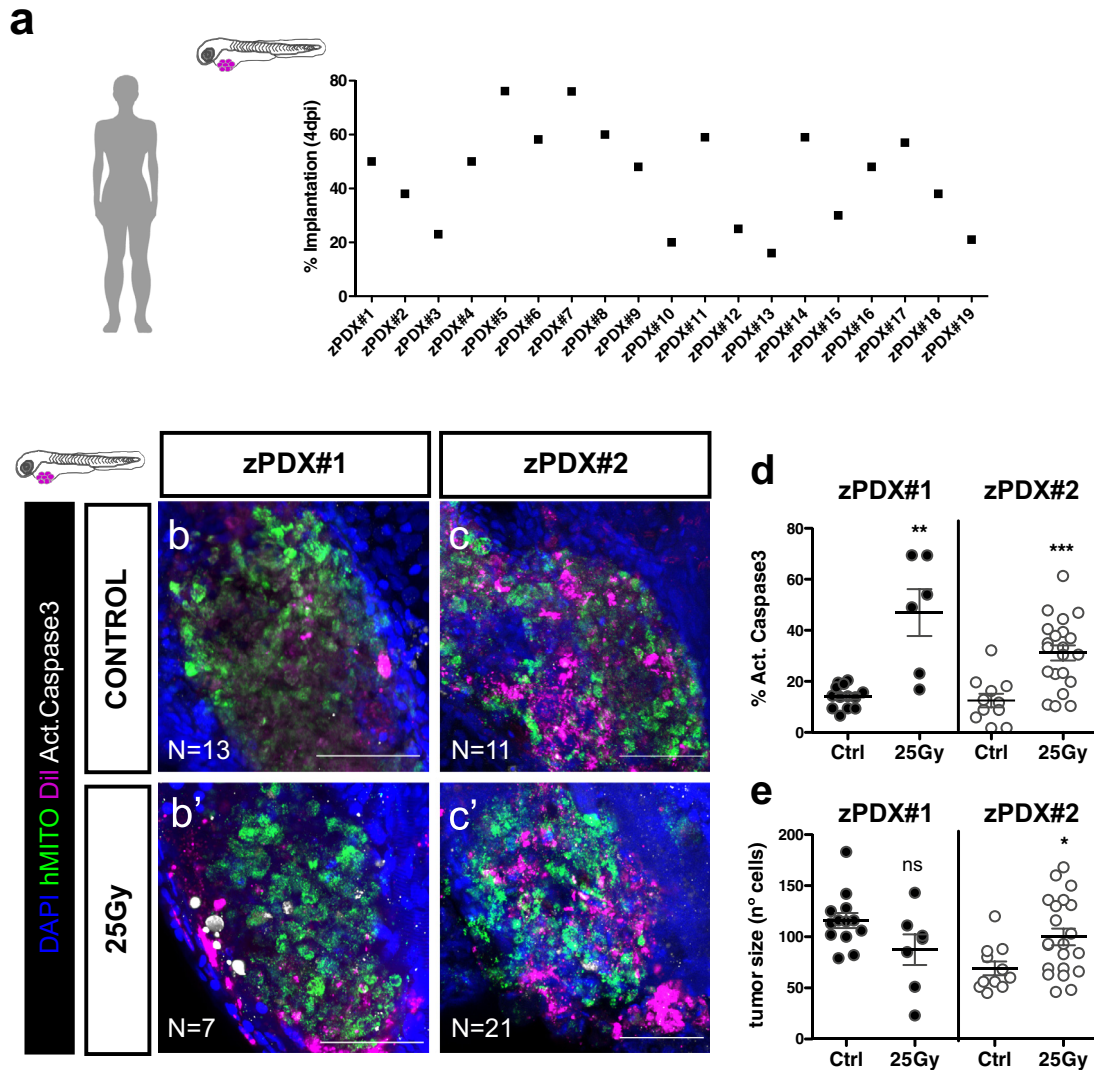 a
% Implantation (4dpi)
80
60
40
20
0
zPDX#1
zPDX#2
zPDX#3
zPDX#4
zPDX#5
zPDX#6
zPDX#7
zPDX#8
zPDX#9
zPDX#10
zPDX#11
zPDX#12
zPDX#13
zPDX#14
zPDX#15
zPDX#16
zPDX#17
zPDX#18
zPDX#19
zPDX#1
zPDX#2
DAPI hMITO DiI Act.Caspase3
CONTROL
25Gy
b
N=13
c
N=11
b'
N=7
c'
N=21
d
zPDX#1 zPDX#2
% Act. Caspase3
80
60
40
20
0
**
***
Ctrl 25Gy Ctrl 25Gy
e
zPDX#1 zPDX#2
tumor size (nº cells)
200
150
100
50
0
ns
*
Ctrl 25Gy Ctrl 25Gy